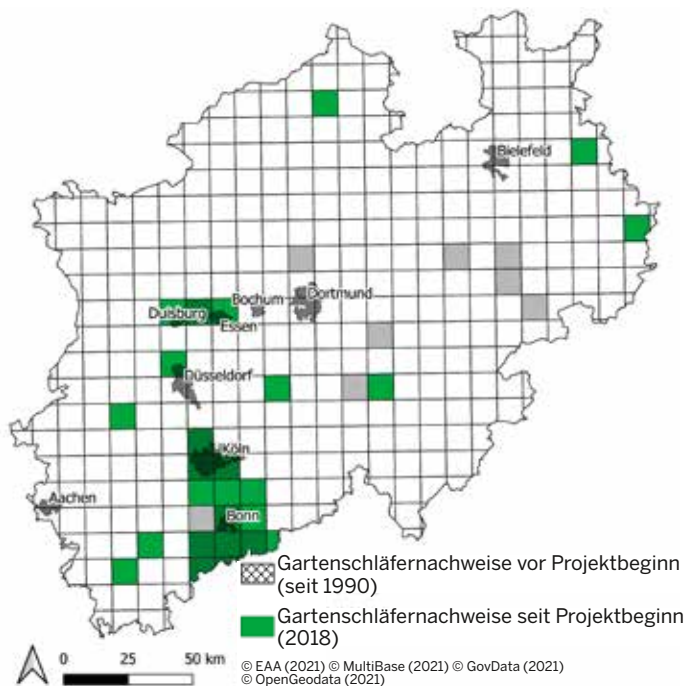 Bielefeld
Bochum
Dortmund
Duisburg
Essen
Düsseldorf
Köln
Aachen
Bonn
Gartenschläfernachweise vor Projektbeginn
(seit 1990)
Gartenschläfernachweise seit Projektbeginn
(2018)
0 25 50 km
© EAA (2021) © MultiBase (2021) © GovData (2021)
© OpenGeodata (2021)